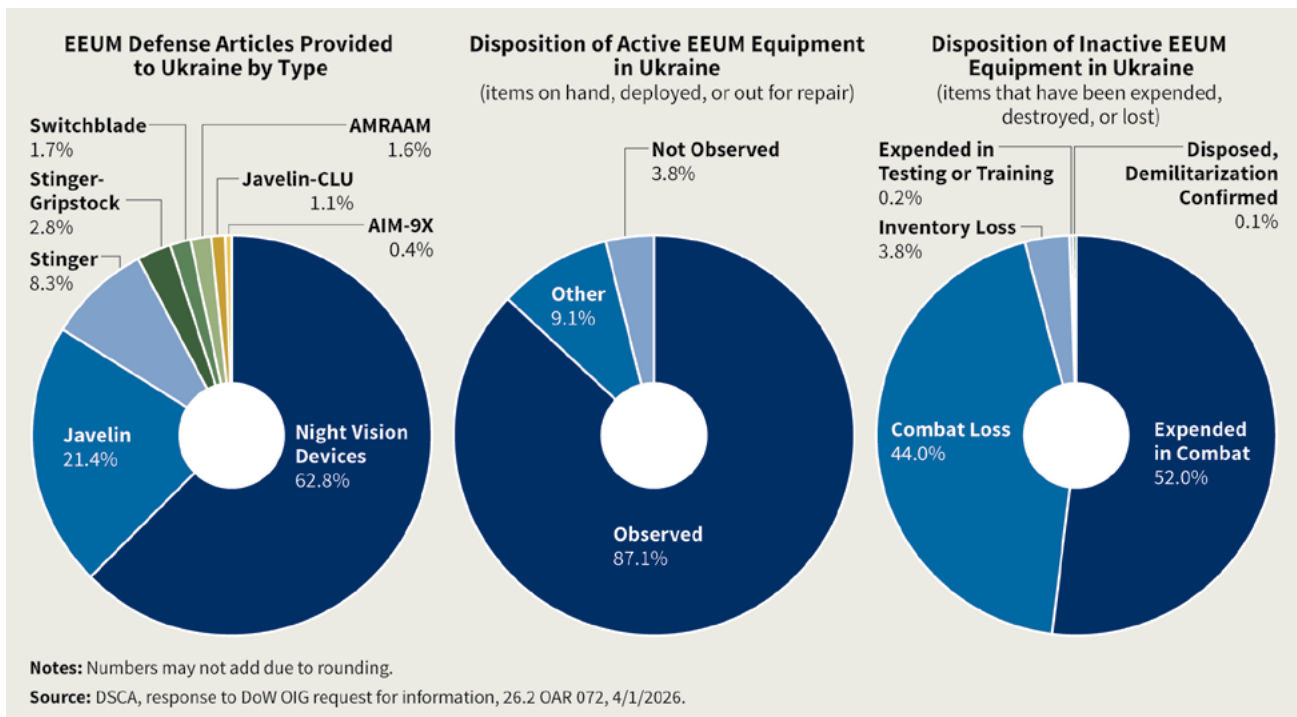 EEUM Defense Articles Provided
to Ukraine by Type
Switchblade
1.7%
AMRAAM
1.6%
Stinger-
Gripstock
2.8%
Javelin-CLU
1.1%
Stinger
8.3%
AIM-9X
0.4%
Javelin
21.4%
Night Vision
Devices
62.8%
Disposition of Active EEUM Equipment
in Ukraine
(items on hand, deployed, or out for repair)
Not Observed
3.8%
Other
9.1%
Observed
87.1%
Disposition of Inactive EEUM
Equipment in Ukraine
(items that have been expended,
destroyed, or lost)
Expended in
Testing or Training
0.2%
Disposed,
Demilitarization
Confirmed
0.1%
Inventory Loss
3.8%
Combat Loss
44.0%
Expended
in Combat
52.0%
Notes: Numbers may not add due to rounding.
Source: DSCA, response to DoW OIG request for information, 26.2 OAR 072, 4/1/2026.